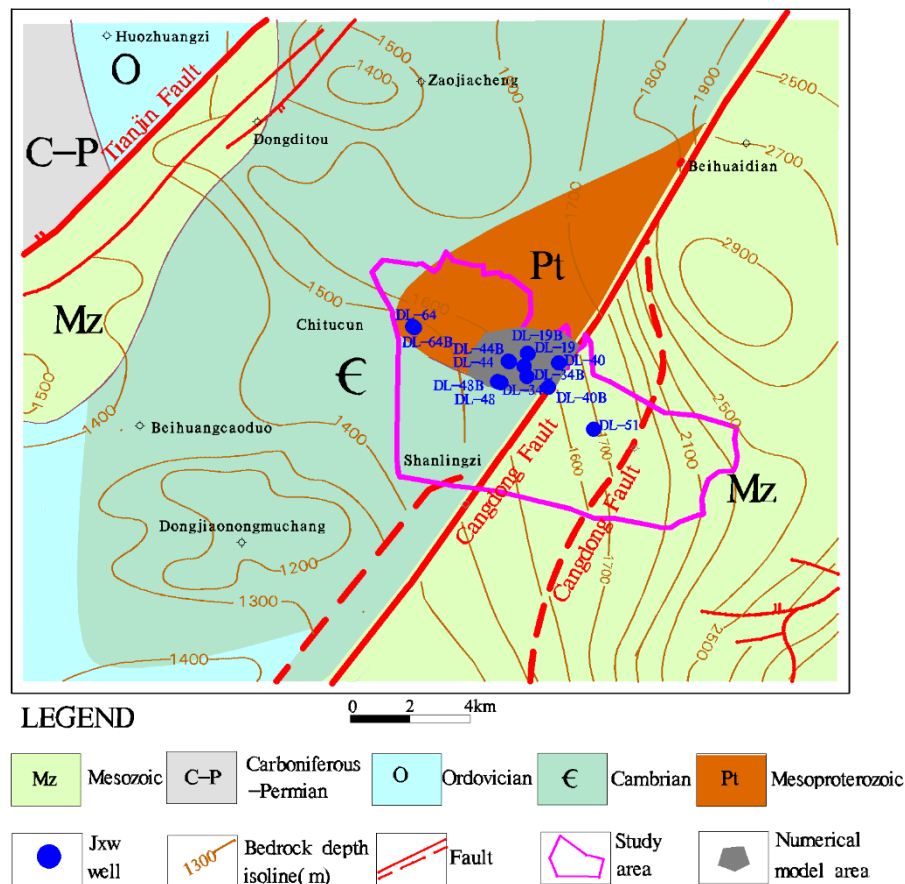 Huozhuangzi
O
1500
1400
Zaojiacheng
1800
1900
2500
Tianjin Fault
C-P
Dongditou
1400
2700
Beihuaidian
1700
2900
Pt
1500
1600
Mz
Chitucun
DL-64
DL-64B
DL-19B
DL-44B
DL-19
DL-44
DL-40
DL-34B
DL-48B
DL-34
DL-48
DL-40B
Є
1500
1400
1400
Beihuangcaoduo
DL-51
2500
1600
1700
2100
Shanlingzi
Mz
Cangdong Fault
Cangdong Fault
Dongjiaonongmuchang
1200
1300
1700
1400
2500
LEGEND
0 2 4km
Mz Mesozoic
C-P Carboniferous
-Permian
O Ordovician
Є Cambrian
Pt Mesoproterozoic
Jxw
well
1300 Bedrock depth
isoline(m)
Fault
Study
area
Numerical
model area